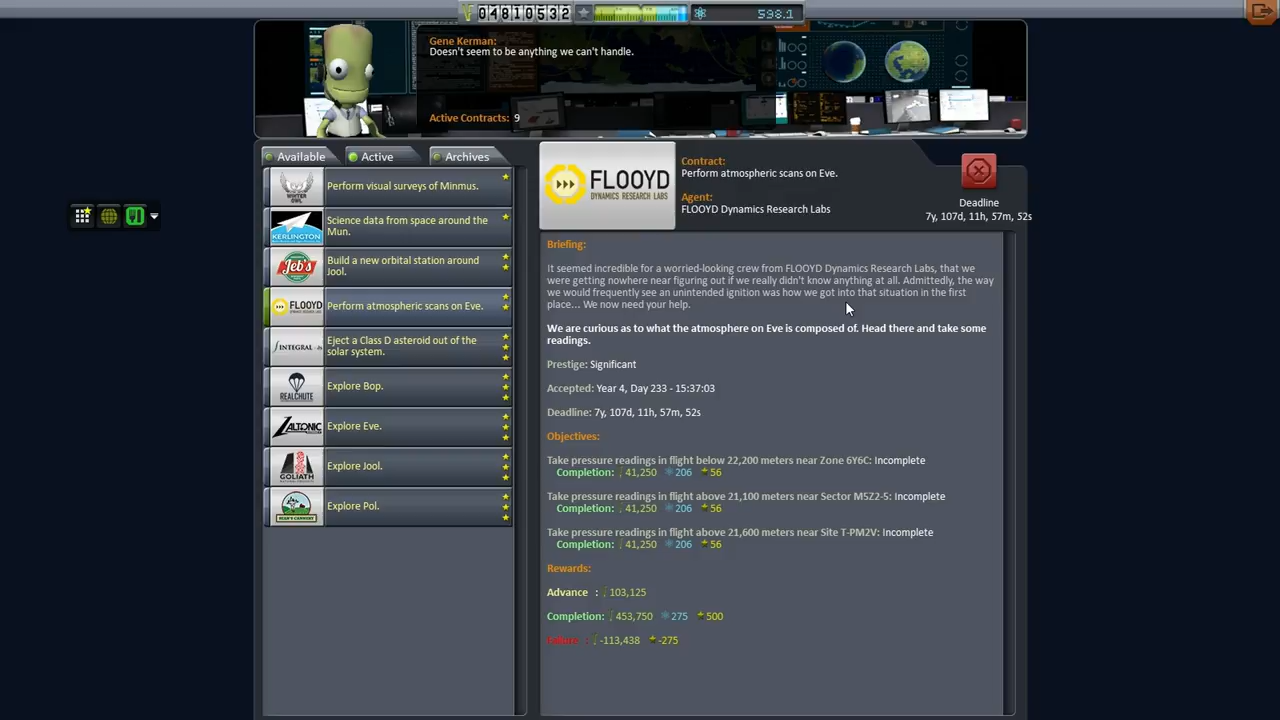 04810532
598.1
Gene Kerman:
Doesn't seem to be anything we can't handle.
Active Contracts: 9
Available
Active
Archives
Perform visual surveys of Minmus.
KERLINGTON
Science data from space around the
Mun.
Jeb's
Build a new orbital station around
Jool.
FLOOYD
Perform atmospheric scans on Eve.
INTEGRAL
Eject a Class D asteroid out of the
solar system.
REALCHUTE
Explore Bop.
Explore Eve.
GOLIATH
Explore Jool.
Explore Pol.
FLOOYD
DYNAMICS RESEARCH LABS
Contract:
Perform atmospheric scans on Eve.
Agent:
FLOOYD Dynamics Research Labs
Deadline
7y, 107d, 11h, 57m, 52s
Briefing:
It seemed incredible for a worried-looking crew from FLOOYD Dynamics Research Labs, that we
were getting nowhere near figuring out if we really didn't know anything at all. Admittedly, the way
we would frequently see an unintended ignition was how we got into that situation in the first
place... We now need your help.
We are curious as to what the atmosphere on Eve is composed of. Head there and take some
readings.
Prestige: Significant
Accepted: Year 4, Day 233 - 15:37:03
Deadline: 7y, 107d, 11h, 57m, 52s
Objectives:
Take pressure readings in flight below 22,200 meters near Zone 6Y6C: Incomplete
Completion: 41,250 206 56
Take pressure readings in flight above 21,100 meters near Sector M5Z2-5: Incomplete
Completion: 41,250 206 56
Take pressure readings in flight above 21,600 meters near Site T-PM2V: Incomplete
Completion: 41,250 206 56
Rewards:
Advance : 103,125
Completion: 453,750 275 500
Failure : -113,438 -275